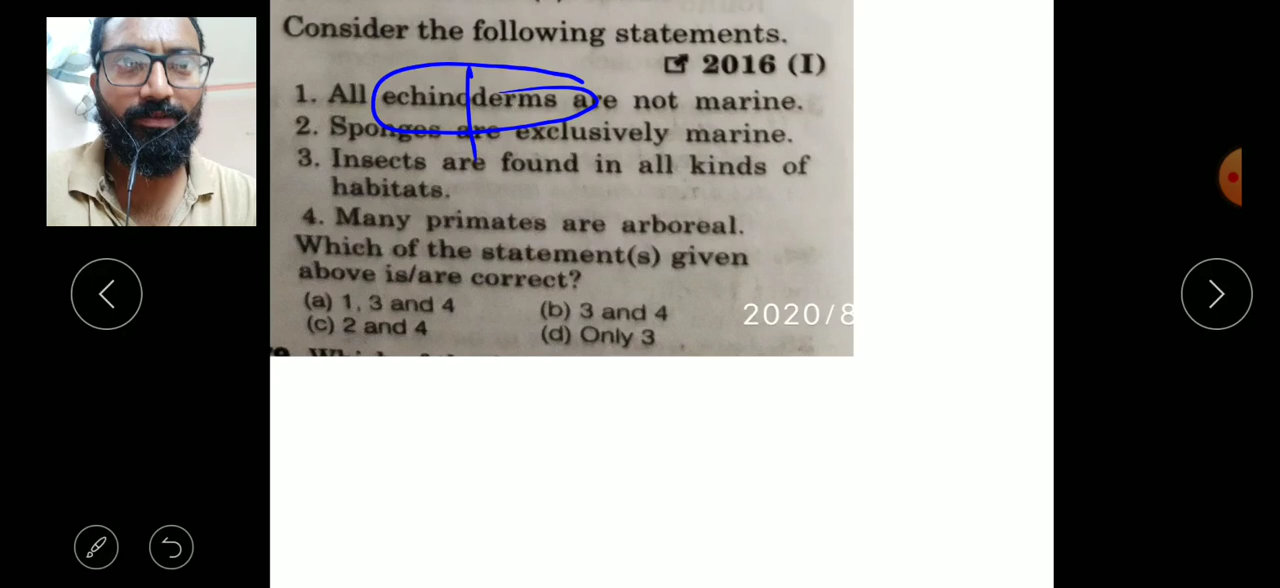 Consider the following statements.
2016 (I)
1. All echinoderms are not marine.
2. Sponges are exclusively marine.
3. Insects are found in all kinds of
habitats.
4. Many primates are arboreal.
Which of the statement(s) given
above is/are correct?
(a) 1, 3 and 4 (b) 3 and 4
(c) 2 and 4 (d) Only 3
2020/8